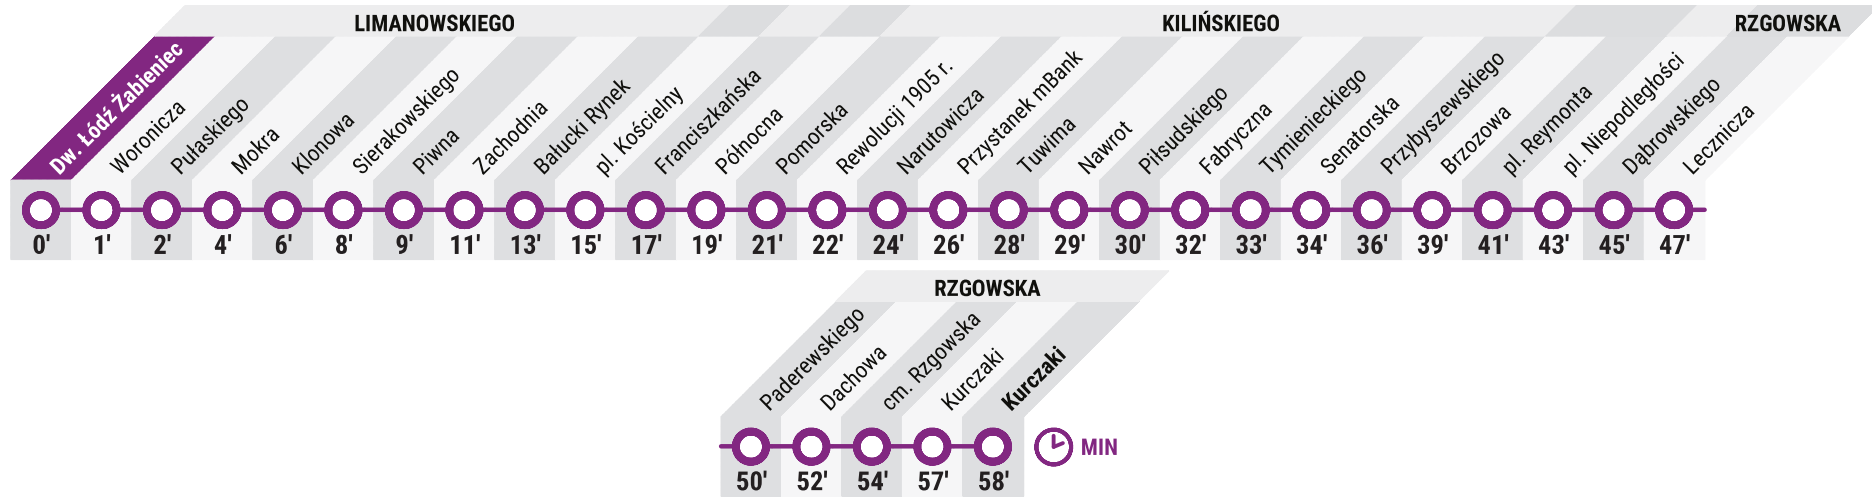 LIMANOWSKIEGO KILIŃSKIEGO RZGOWSKA
Dw. Łódź Żabieniec
Woronicza
Pułaskiego
Mokra
Klonowa
Sierakowskiego
Piwna
Zachodnia
Bałucki Rynek
pl. Kościelny
Franciszkańska
Północna
Pomorska
Rewolucji 1905 r.
Narutowicza
Przystanek mBank
Tuwima
Nawrot
Piłsudskiego
Fabryczna
Tymienieckiego
Senatorska
Przybyszewskiego
Brzozowa
pl. Reymonta
pl. Niepodległości
Dąbrowskiego
Lecznicza
0' 1' 2' 4' 6' 8' 9' 11' 13' 15' 17' 19' 21' 22' 24' 26' 28' 29' 30' 32' 33' 34' 36' 39' 41' 43' 45' 47'
RZGOWSKA
Paderewskiego
Dachowa
cm. Rzgowska
Kurczaki
Kurczaki
MIN
50' 52' 54' 57' 58'